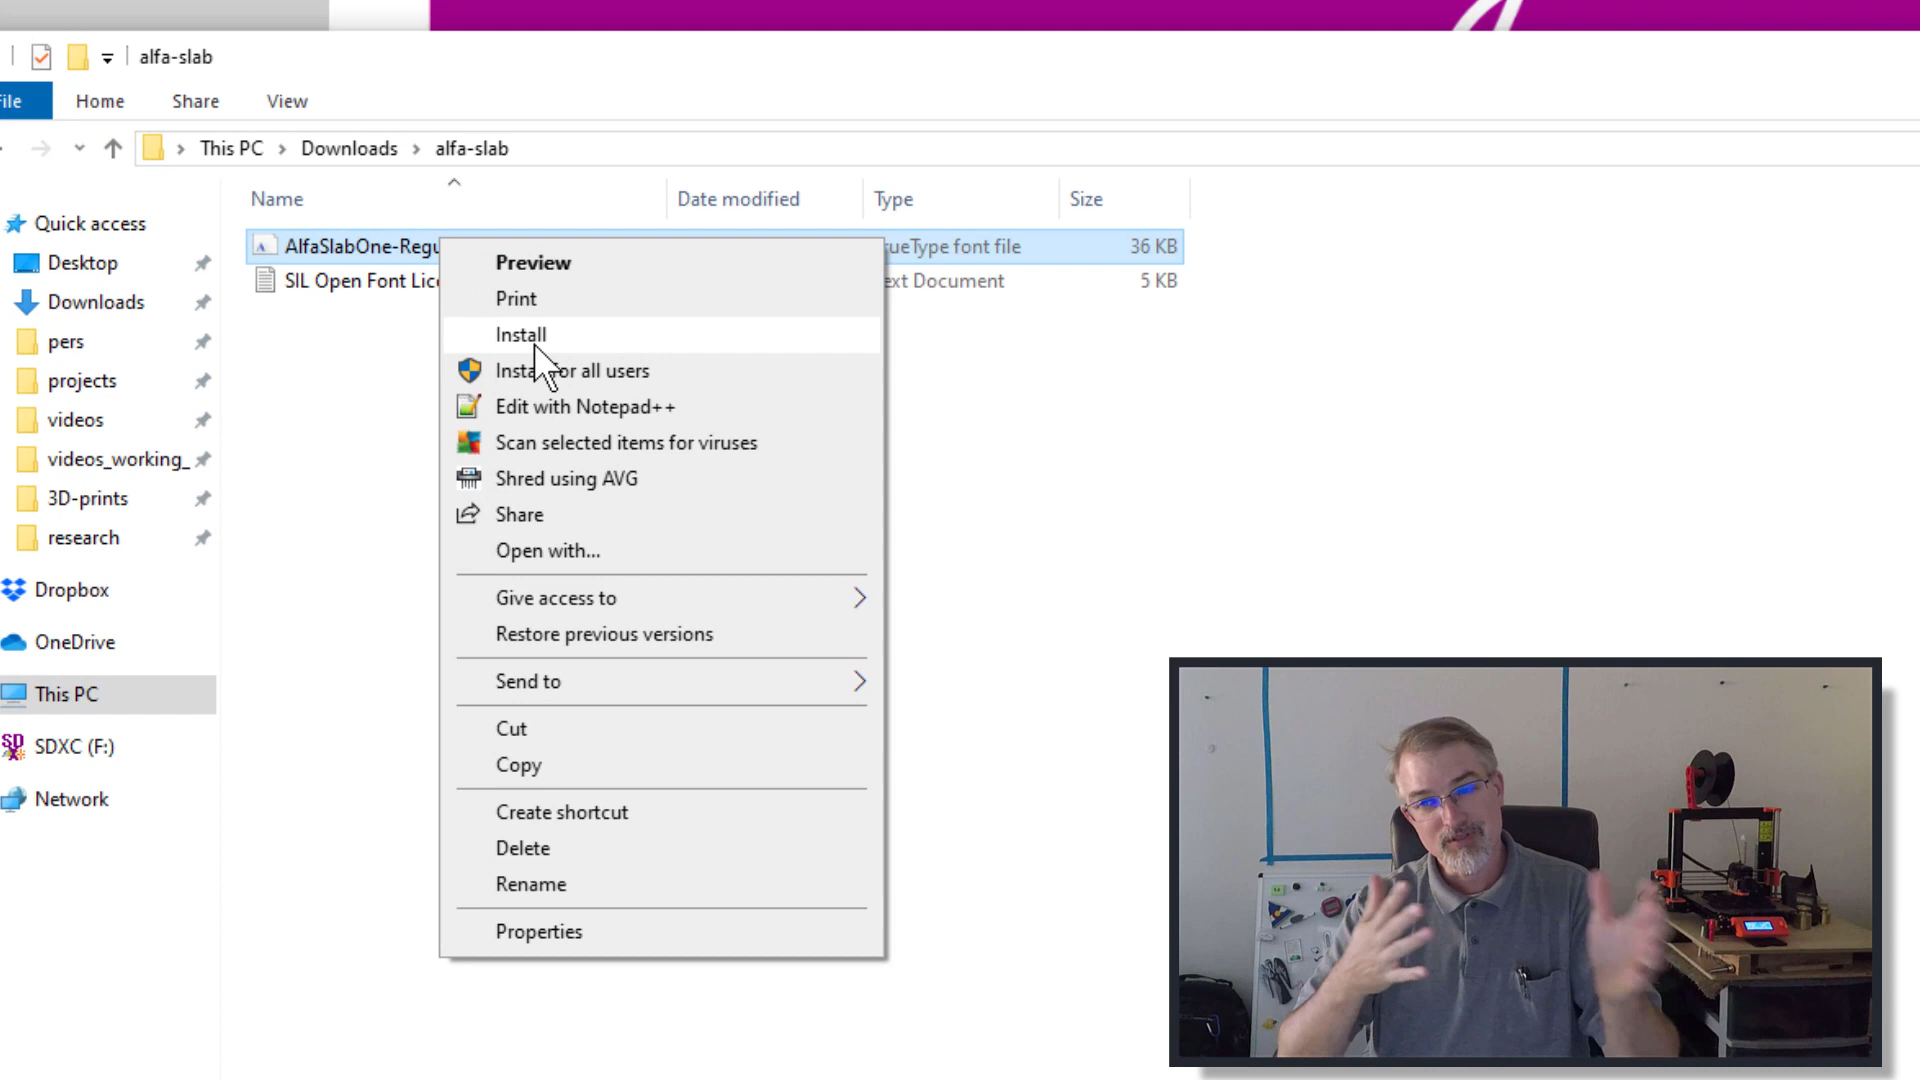 alfa-slab
File
Home
Share
View
This PC
Downloads
alfa-slab
Name
Date modified
Type
Size
Quick access
Desktop
Downloads
pers
projects
videos
videos_working_
3D-prints
research
Dropbox
OneDrive
This PC
SDXC (F:)
Network
AlfaSlabOne-Regu
ueType font file
36 KB
SIL Open Font Lice
ext Document
5 KB
Preview
Print
Install
Install for all users
Edit with Notepad++
Scan selected items for viruses
Shred using AVG
Share
Open with...
Give access to
Restore previous versions
Send to
Cut
Copy
Create shortcut
Delete
Rename
Properties